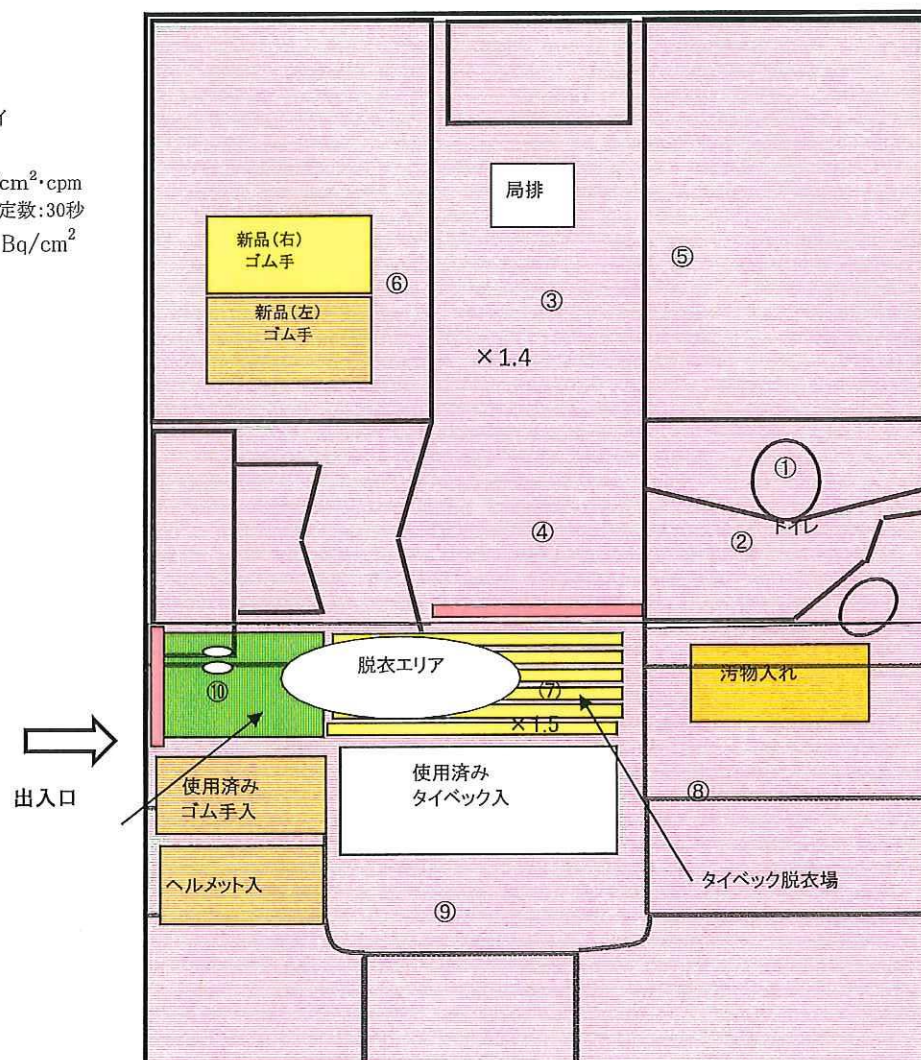 イ
cm²・cpm
定数:30秒
Bq/cm²
局排
新品(右)
ゴム手
⑥
⑤
③
新品(左)
ゴム手
×1.4
①
④
②
トイレ
脱衣エリア
汚物入れ
⑩
(7)
×1.5
出入口
使用済み
ゴム手入
使用済み
タイベック入
⑧
ヘルメット入
タイベック脱衣場
⑨